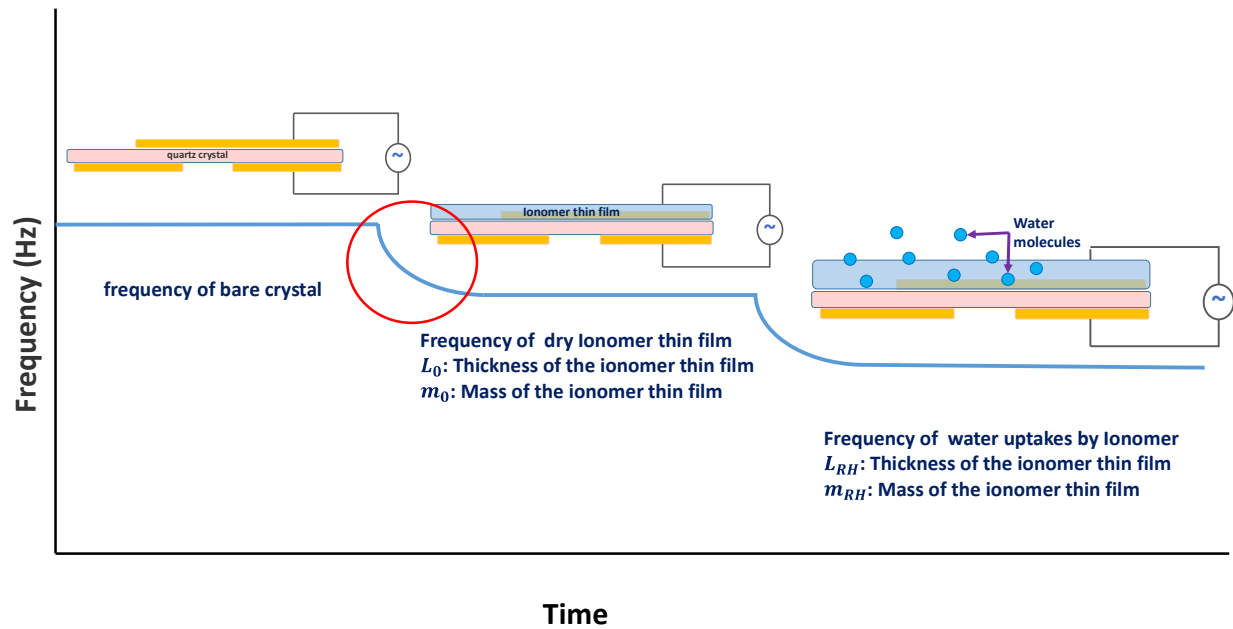 quartz crystal
~
Ionomer thin film
~
Water
molecules
~
frequency of bare crystal
Frequency of dry Ionomer thin film
L₀: Thickness of the ionomer thin film
m₀: Mass of the ionomer thin film
Frequency of water uptakes by Ionomer
L_RH: Thickness of the ionomer thin film
m_RH: Mass of the ionomer thin film
Frequency (Hz)
Time